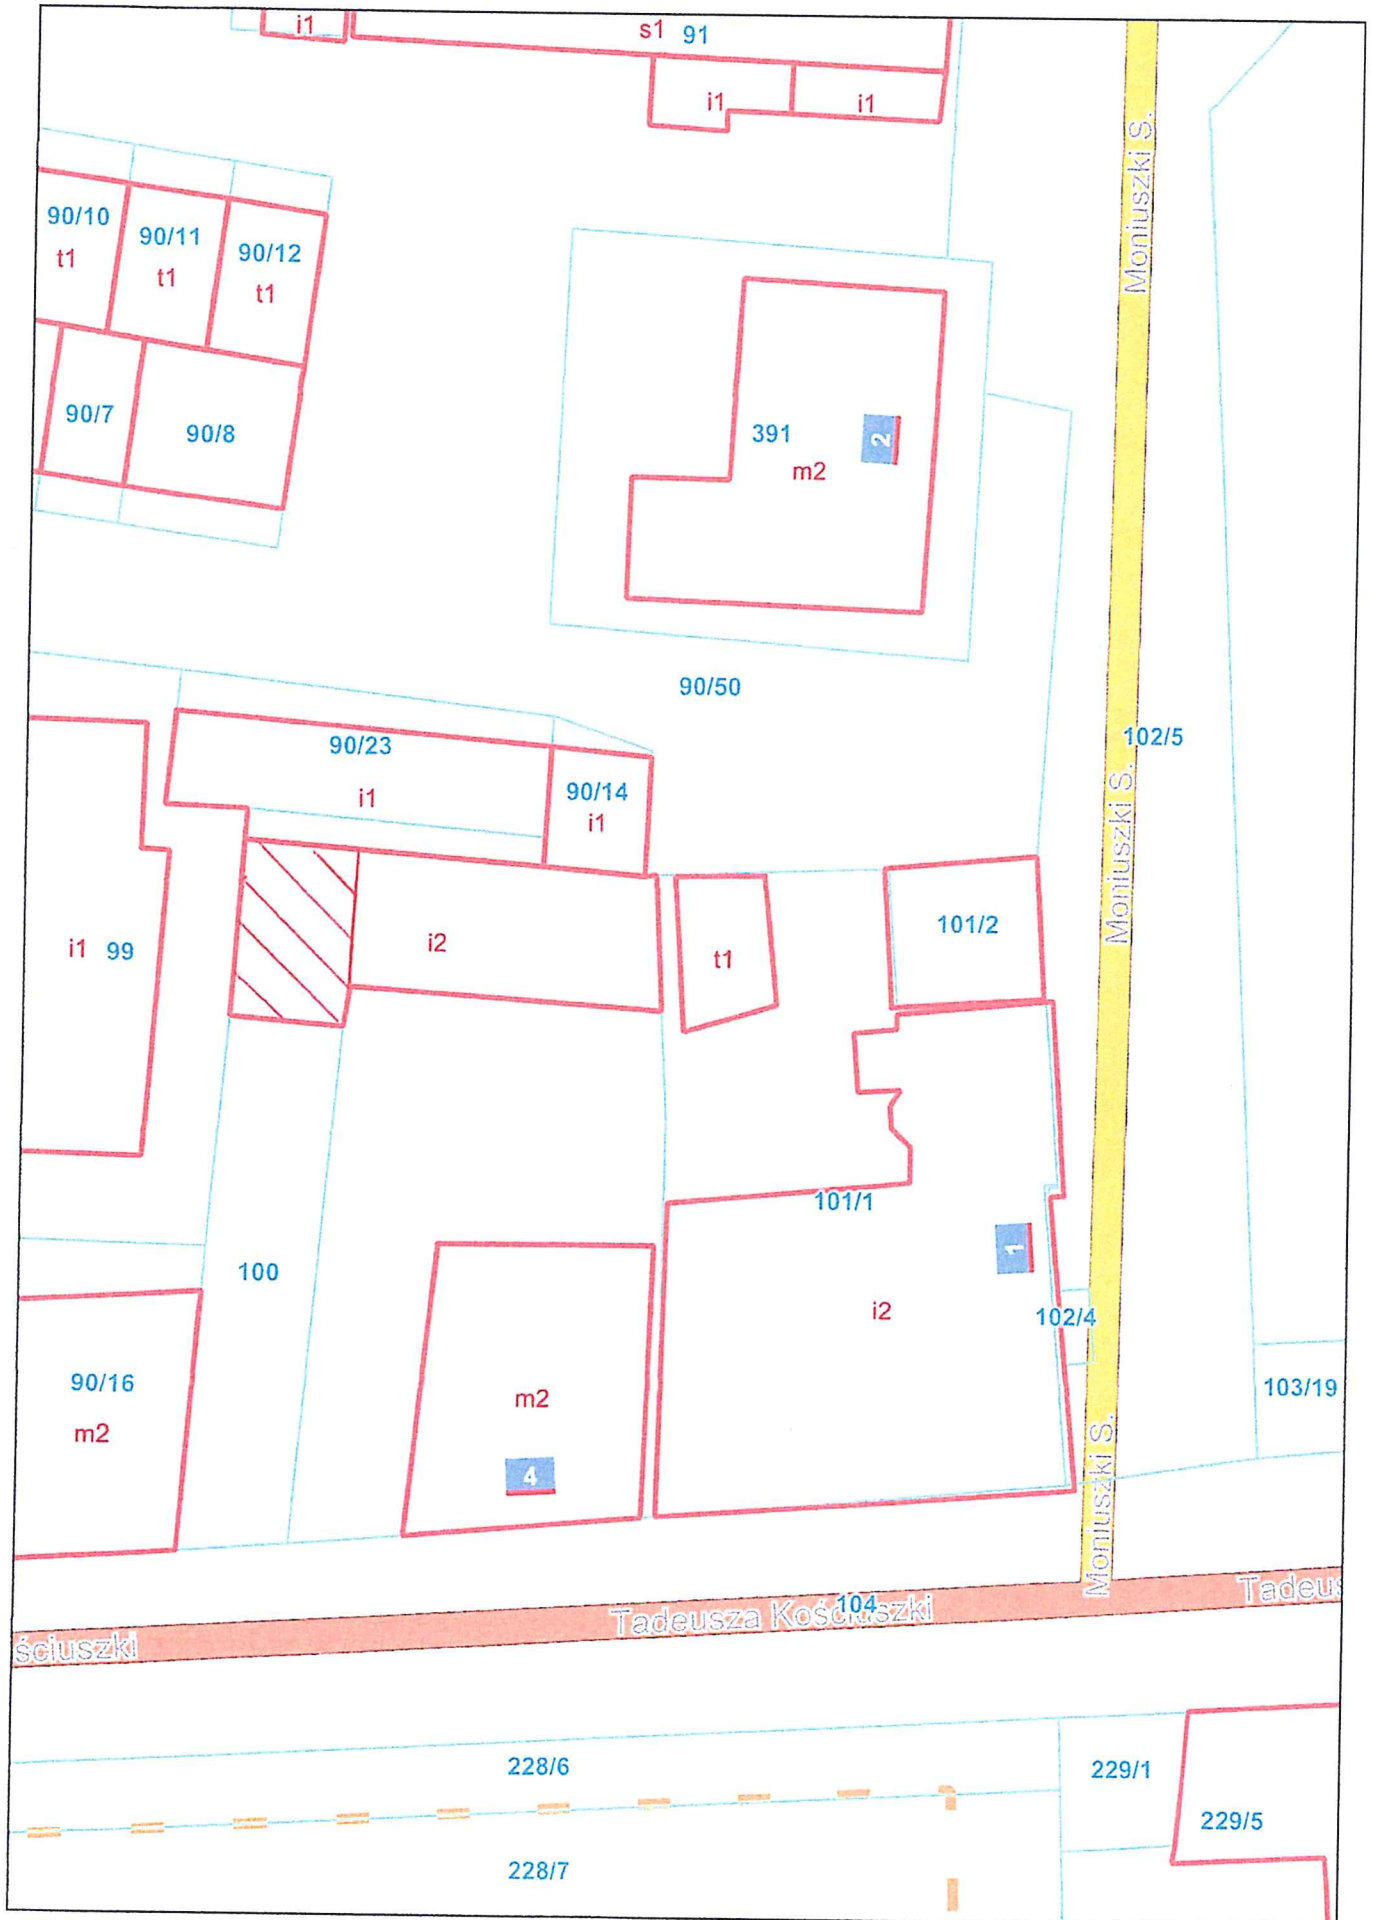 i1
s1 91
i1
i1
Moniuszki S.
90/10
t1
90/11
t1
90/12
t1
90/7
90/8
391
m2
2
90/50
102/5
Moniuszki S.
90/23
i1
90/14
i1
i1 99
i2
t1
101/2
101/1
1
100
i2
102/4
90/16
m2
m2
4
103/19
Moniuszki S.
104
Tadeusza Kościuszki
Tadeus
ściuszki
228/6
229/1
229/5
228/7